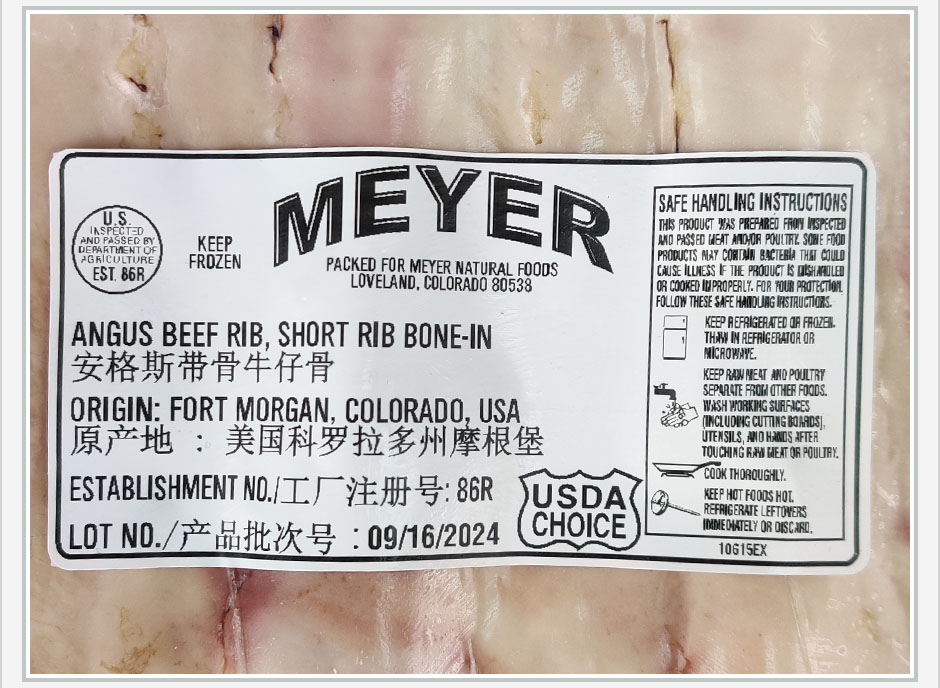 U.S.
INSPECTED
AND PASSED BY
DEPARTMENT OF
AGRICULTURE
EST. 86R
KEEP
FROZEN
MEYER
PACKED FOR MEYER NATURAL FOODS
LOVELAND, COLORADO 80538
ANGUS BEEF RIB, SHORT RIB BONE-IN
安格斯带骨牛仔骨
ORIGIN: FORT MORGAN, COLORADO, USA
原产地 : 美国科罗拉多州摩根堡
ESTABLISHMENT NO./工厂注册号: 86R
LOT NO./产品批次号 : 09/16/2024
USDA
CHOICE
SAFE HANDLING INSTRUCTIONS
THIS PRODUCT WAS PREPARED FROM INSPECTED
AND PASSED MEAT AND/OR POULTRY. SOME FOOD
PRODUCTS MAY CONTAIN BACTERIA THAT COULD
CAUSE ILLNESS IF THE PRODUCT IS MISHANDLED
OR COOKED IMPROPERLY. FOR YOUR PROTECTION,
FOLLOW THESE SAFE HANDLING INSTRUCTIONS.
KEEP REFRIGERATED OR FROZEN.
THAW IN REFRIGERATOR OR
MICROWAVE.
KEEP RAW MEAT AND POULTRY
SEPARATE FROM OTHER FOODS.
WASH WORKING SURFACES
(INCLUDING CUTTING BOARDS),
UTENSILS, AND HANDS AFTER
TOUCHING RAW MEAT OR POULTRY.
COOK THOROUGHLY.
KEEP HOT FOODS HOT.
REFRIGERATE LEFTOVERS
IMMEDIATELY OR DISCARD.
10G15EX